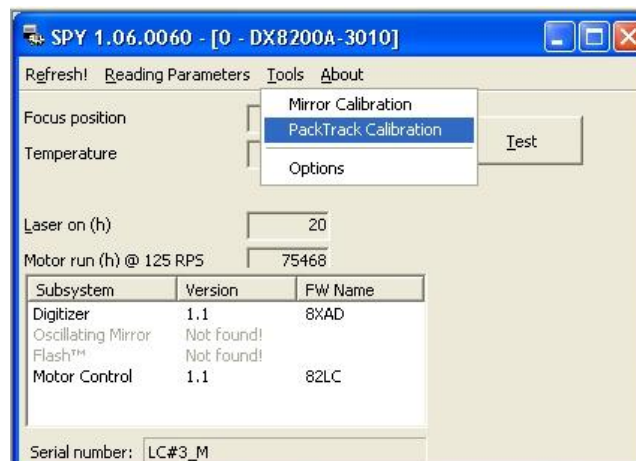 SPY 1.06.0060 - [0 - DX8200A-3010]
Refresh! Reading Parameters Tools About
Mirror Calibration
PackTrack Calibration
Options
Focus position
Temperature
Test
Laser on (h) 20
Motor run (h) @ 125 RPS 75468
Subsystem Version FW Name
Digitizer 1.1 8XAD
Oscillating Mirror Not found!
Flash™ Not found!
Motor Control 1.1 82LC
Serial number: LC#3_M